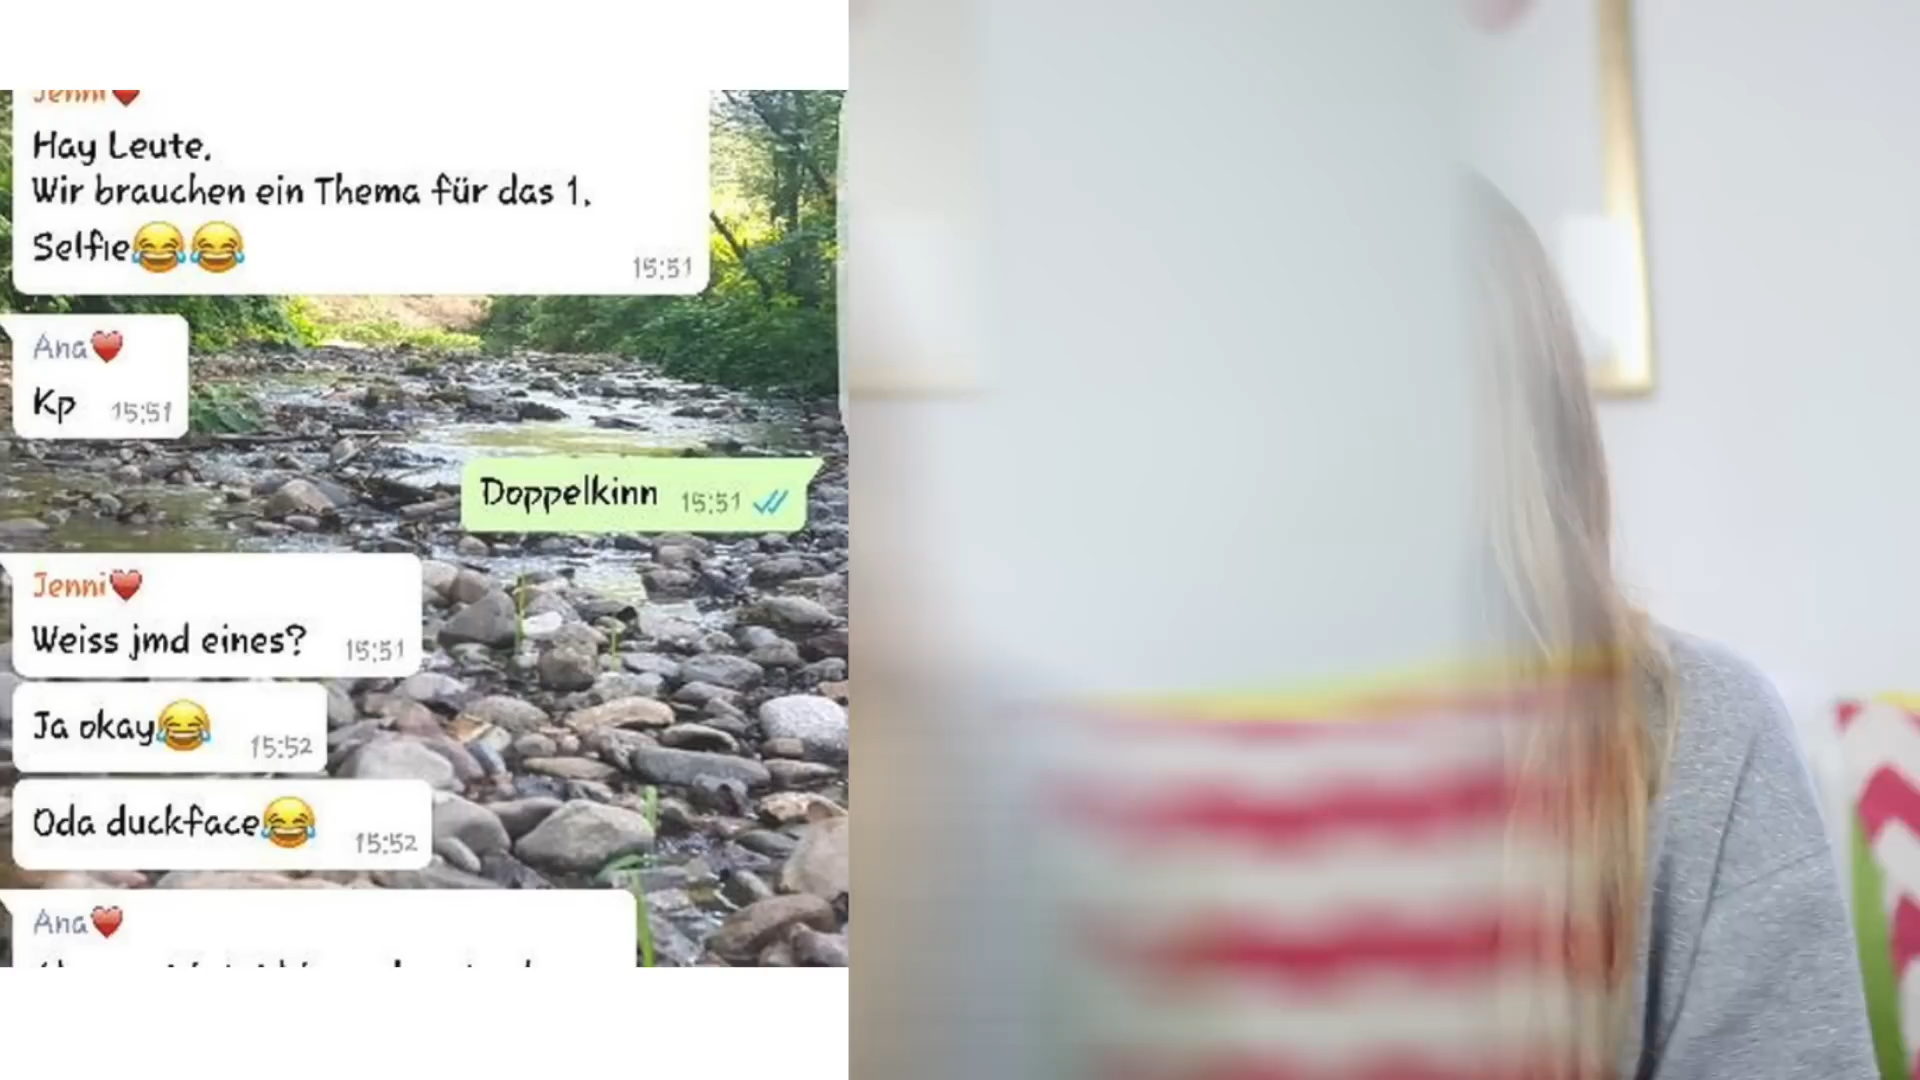 Jenni❤️
Hay Leute,
Wir brauchen ein Thema für das 1.
Selfie😂😂
15:51
Ana❤️
Kp 15:51
Doppelkinn 15:51
Jenni❤️
Weiss jmd eines? 15:51
Ja okay😂 15:52
Oda duckface😂 15:52
Ana❤️